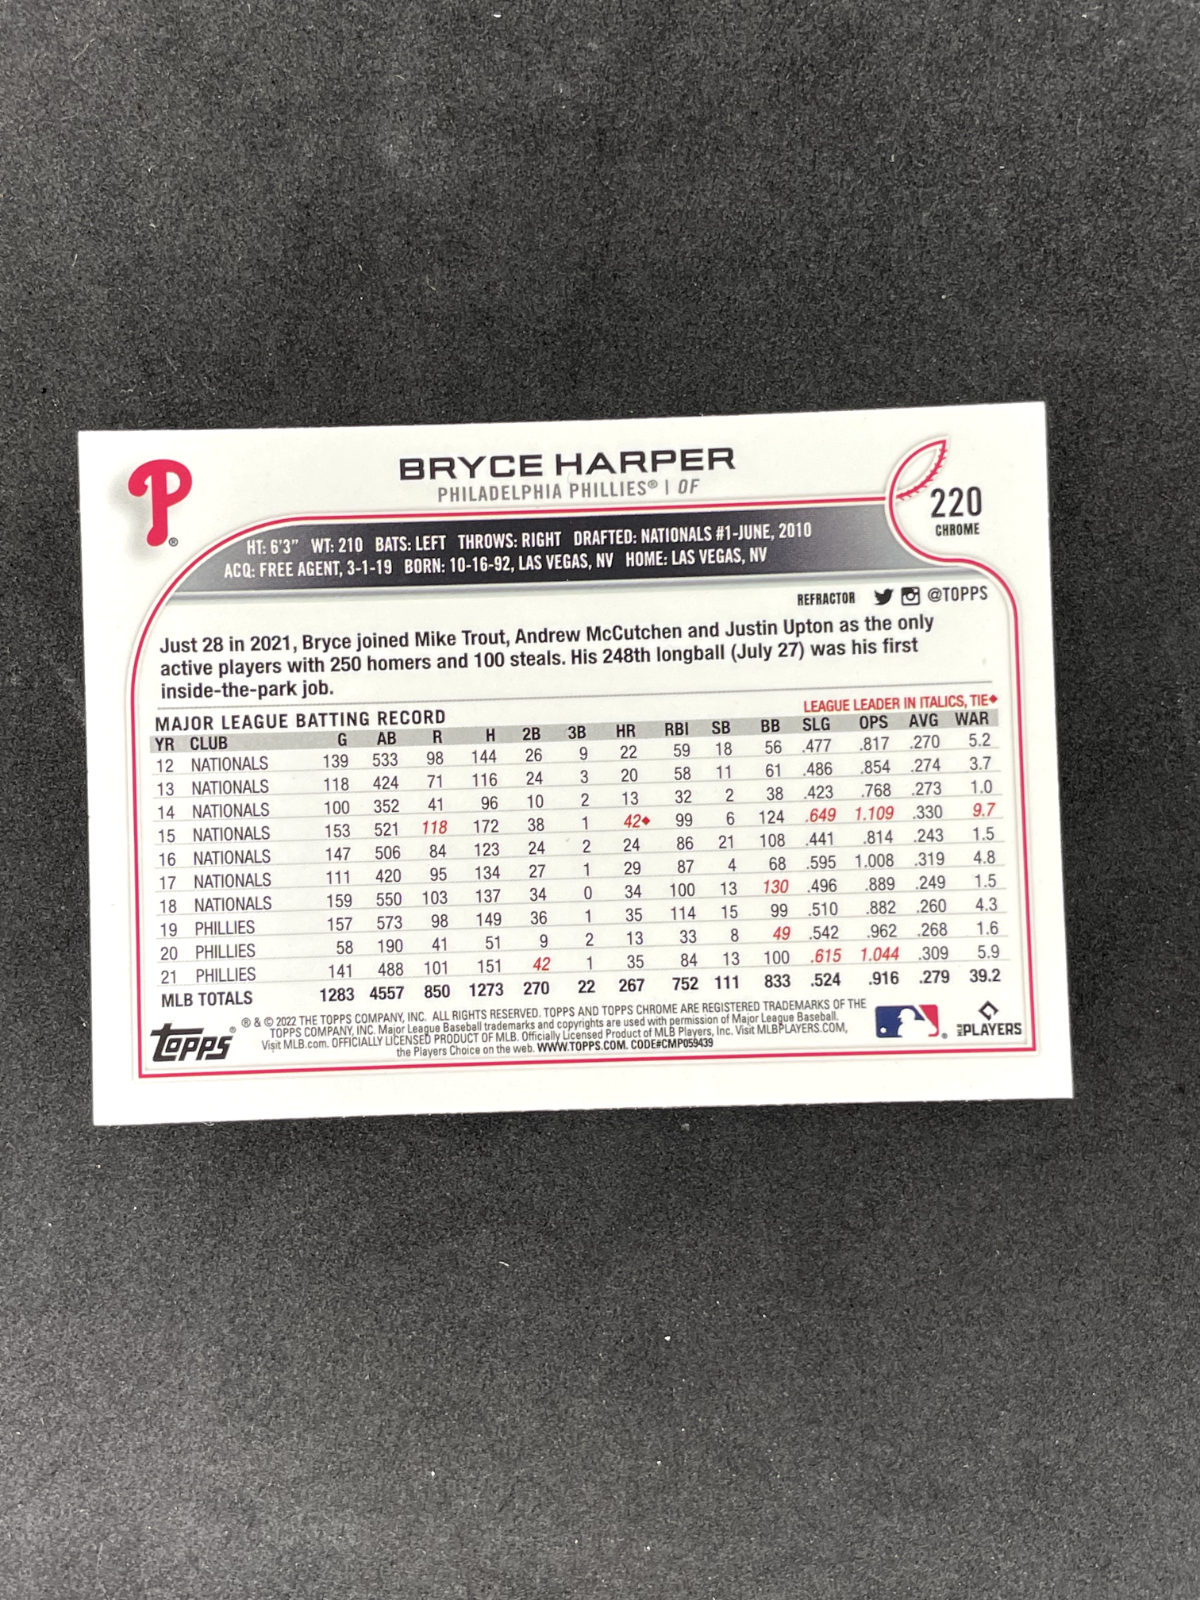 P
®
BRYCE HARPER
PHILADELPHIA PHILLIES® | OF
220
CHROME
HT: 6'3" WT: 210 BATS: LEFT THROWS: RIGHT DRAFTED: NATIONALS #1-JUNE, 2010
ACQ: FREE AGENT, 3-1-19 BORN: 10-16-92, LAS VEGAS, NV HOME: LAS VEGAS, NV
REFRACTOR @TOPPS
Just 28 in 2021, Bryce joined Mike Trout, Andrew McCutchen and Justin Upton as the only
active players with 250 homers and 100 steals. His 248th longball (July 27) was his first
inside-the-park job.
MAJOR LEAGUE BATTING RECORD LEAGUE LEADER IN ITALICS, TIE♦
YR CLUB G AB R H 2B 3B HR RBI SB BB SLG OPS AVG WAR
12 NATIONALS 139 533 98 144 26 9 22 59 18 56 .477 .817 .270 5.2
13 NATIONALS 118 424 71 116 24 3 20 58 11 61 .486 .854 .274 3.7
14 NATIONALS 100 352 41 96 10 2 13 32 2 38 .423 .768 .273 1.0
15 NATIONALS 153 521 118 172 38 1 42♦ 99 6 124 .649 1.109 .330 9.7
16 NATIONALS 147 506 84 123 24 2 24 86 21 108 .441 .814 .243 1.5
17 NATIONALS 111 420 95 134 27 1 29 87 4 68 .595 1.008 .319 4.8
18 NATIONALS 159 550 103 137 34 0 34 100 13 130 .496 .889 .249 1.5
19 PHILLIES 157 573 98 149 36 1 35 114 15 99 .510 .882 .260 4.3
20 PHILLIES 58 190 41 51 9 2 13 33 8 49 .542 .962 .268 1.6
21 PHILLIES 141 488 101 151 42 1 35 84 13 100 .615 1.044 .309 5.9
MLB TOTALS 1283 4557 850 1273 270 22 267 752 111 833 .524 .916 .279 39.2
Topps®
® & © 2022 THE TOPPS COMPANY, INC. ALL RIGHTS RESERVED. TOPPS AND TOPPS CHROME ARE REGISTERED TRADEMARKS OF THE
TOPPS COMPANY, INC. Major League Baseball trademarks and copyrights are used with permission of Major League Baseball.
Visit MLB.com. OFFICIALLY LICENSED PRODUCT OF MLB. Officially Licensed Product of MLB Players, Inc. Visit MLBPLAYERS.COM,
the Players Choice on the web. WWW.TOPPS.COM. CODE#CMP059439
®
MLB PLAYERS